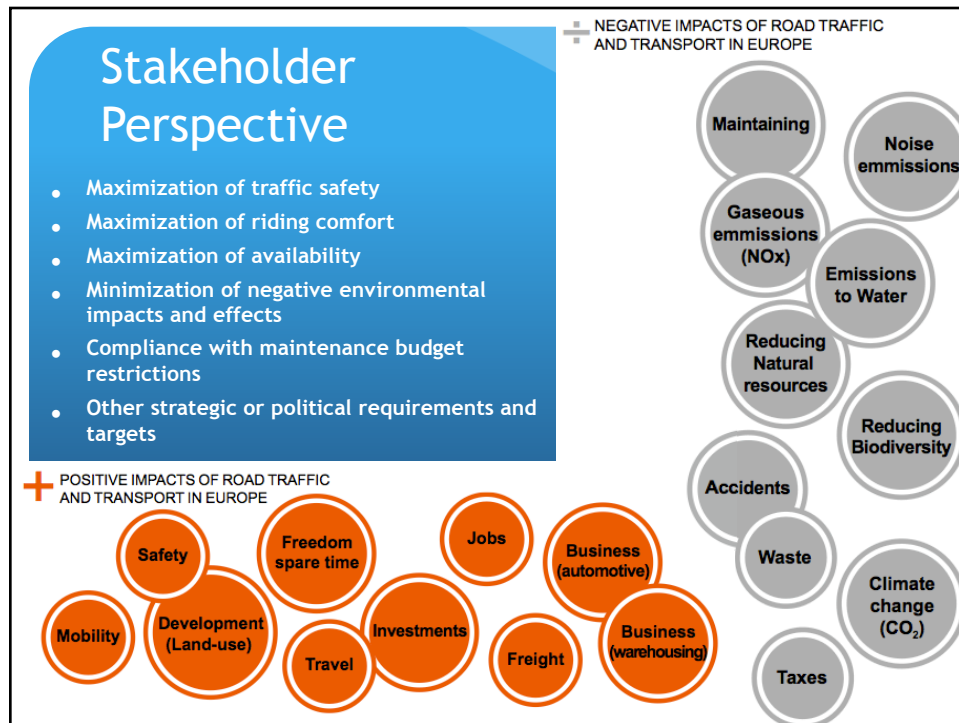 Stakeholder
Perspective
• Maximization of traffic safety
• Maximization of riding comfort
• Maximization of availability
• Minimization of negative environmental
impacts and effects
• Compliance with maintenance budget
restrictions
• Other strategic or political requirements and
targets
÷ NEGATIVE IMPACTS OF ROAD TRAFFIC
AND TRANSPORT IN EUROPE
Maintaining
Noise
emmissions
Gaseous
emmissions
(NOx)
Emissions
to Water
Reducing
Natural
resources
Reducing
Biodiversity
Accidents
Waste
Climate
change
(CO₂)
Taxes
+ POSITIVE IMPACTS OF ROAD TRAFFIC
AND TRANSPORT IN EUROPE
Safety
Freedom
spare time
Jobs
Business
(automotive)
Mobility
Development
(Land-use)
Travel
Investments
Freight
Business
(warehousing)